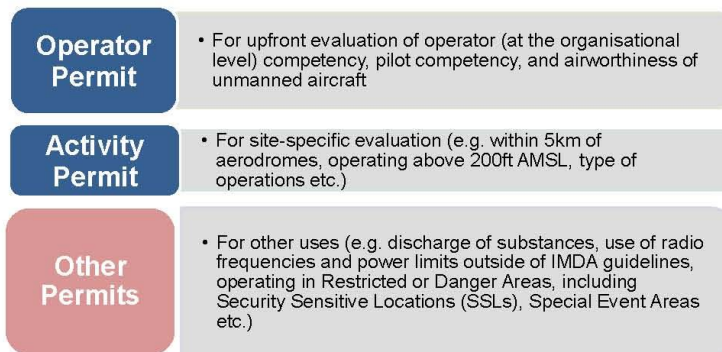 Operator
Permit
• For upfront evaluation of operator (at the organisational
level) competency, pilot competency, and airworthiness of
unmanned aircraft
Activity
Permit
• For site-specific evaluation (e.g. within 5km of
aerodromes, operating above 200ft AMSL, type of
operations etc.)
Other
Permits
• For other uses (e.g. discharge of substances, use of radio
frequencies and power limits outside of IMDA guidelines,
operating in Restricted or Danger Areas, including
Security Sensitive Locations (SSLs), Special Event Areas
etc.)